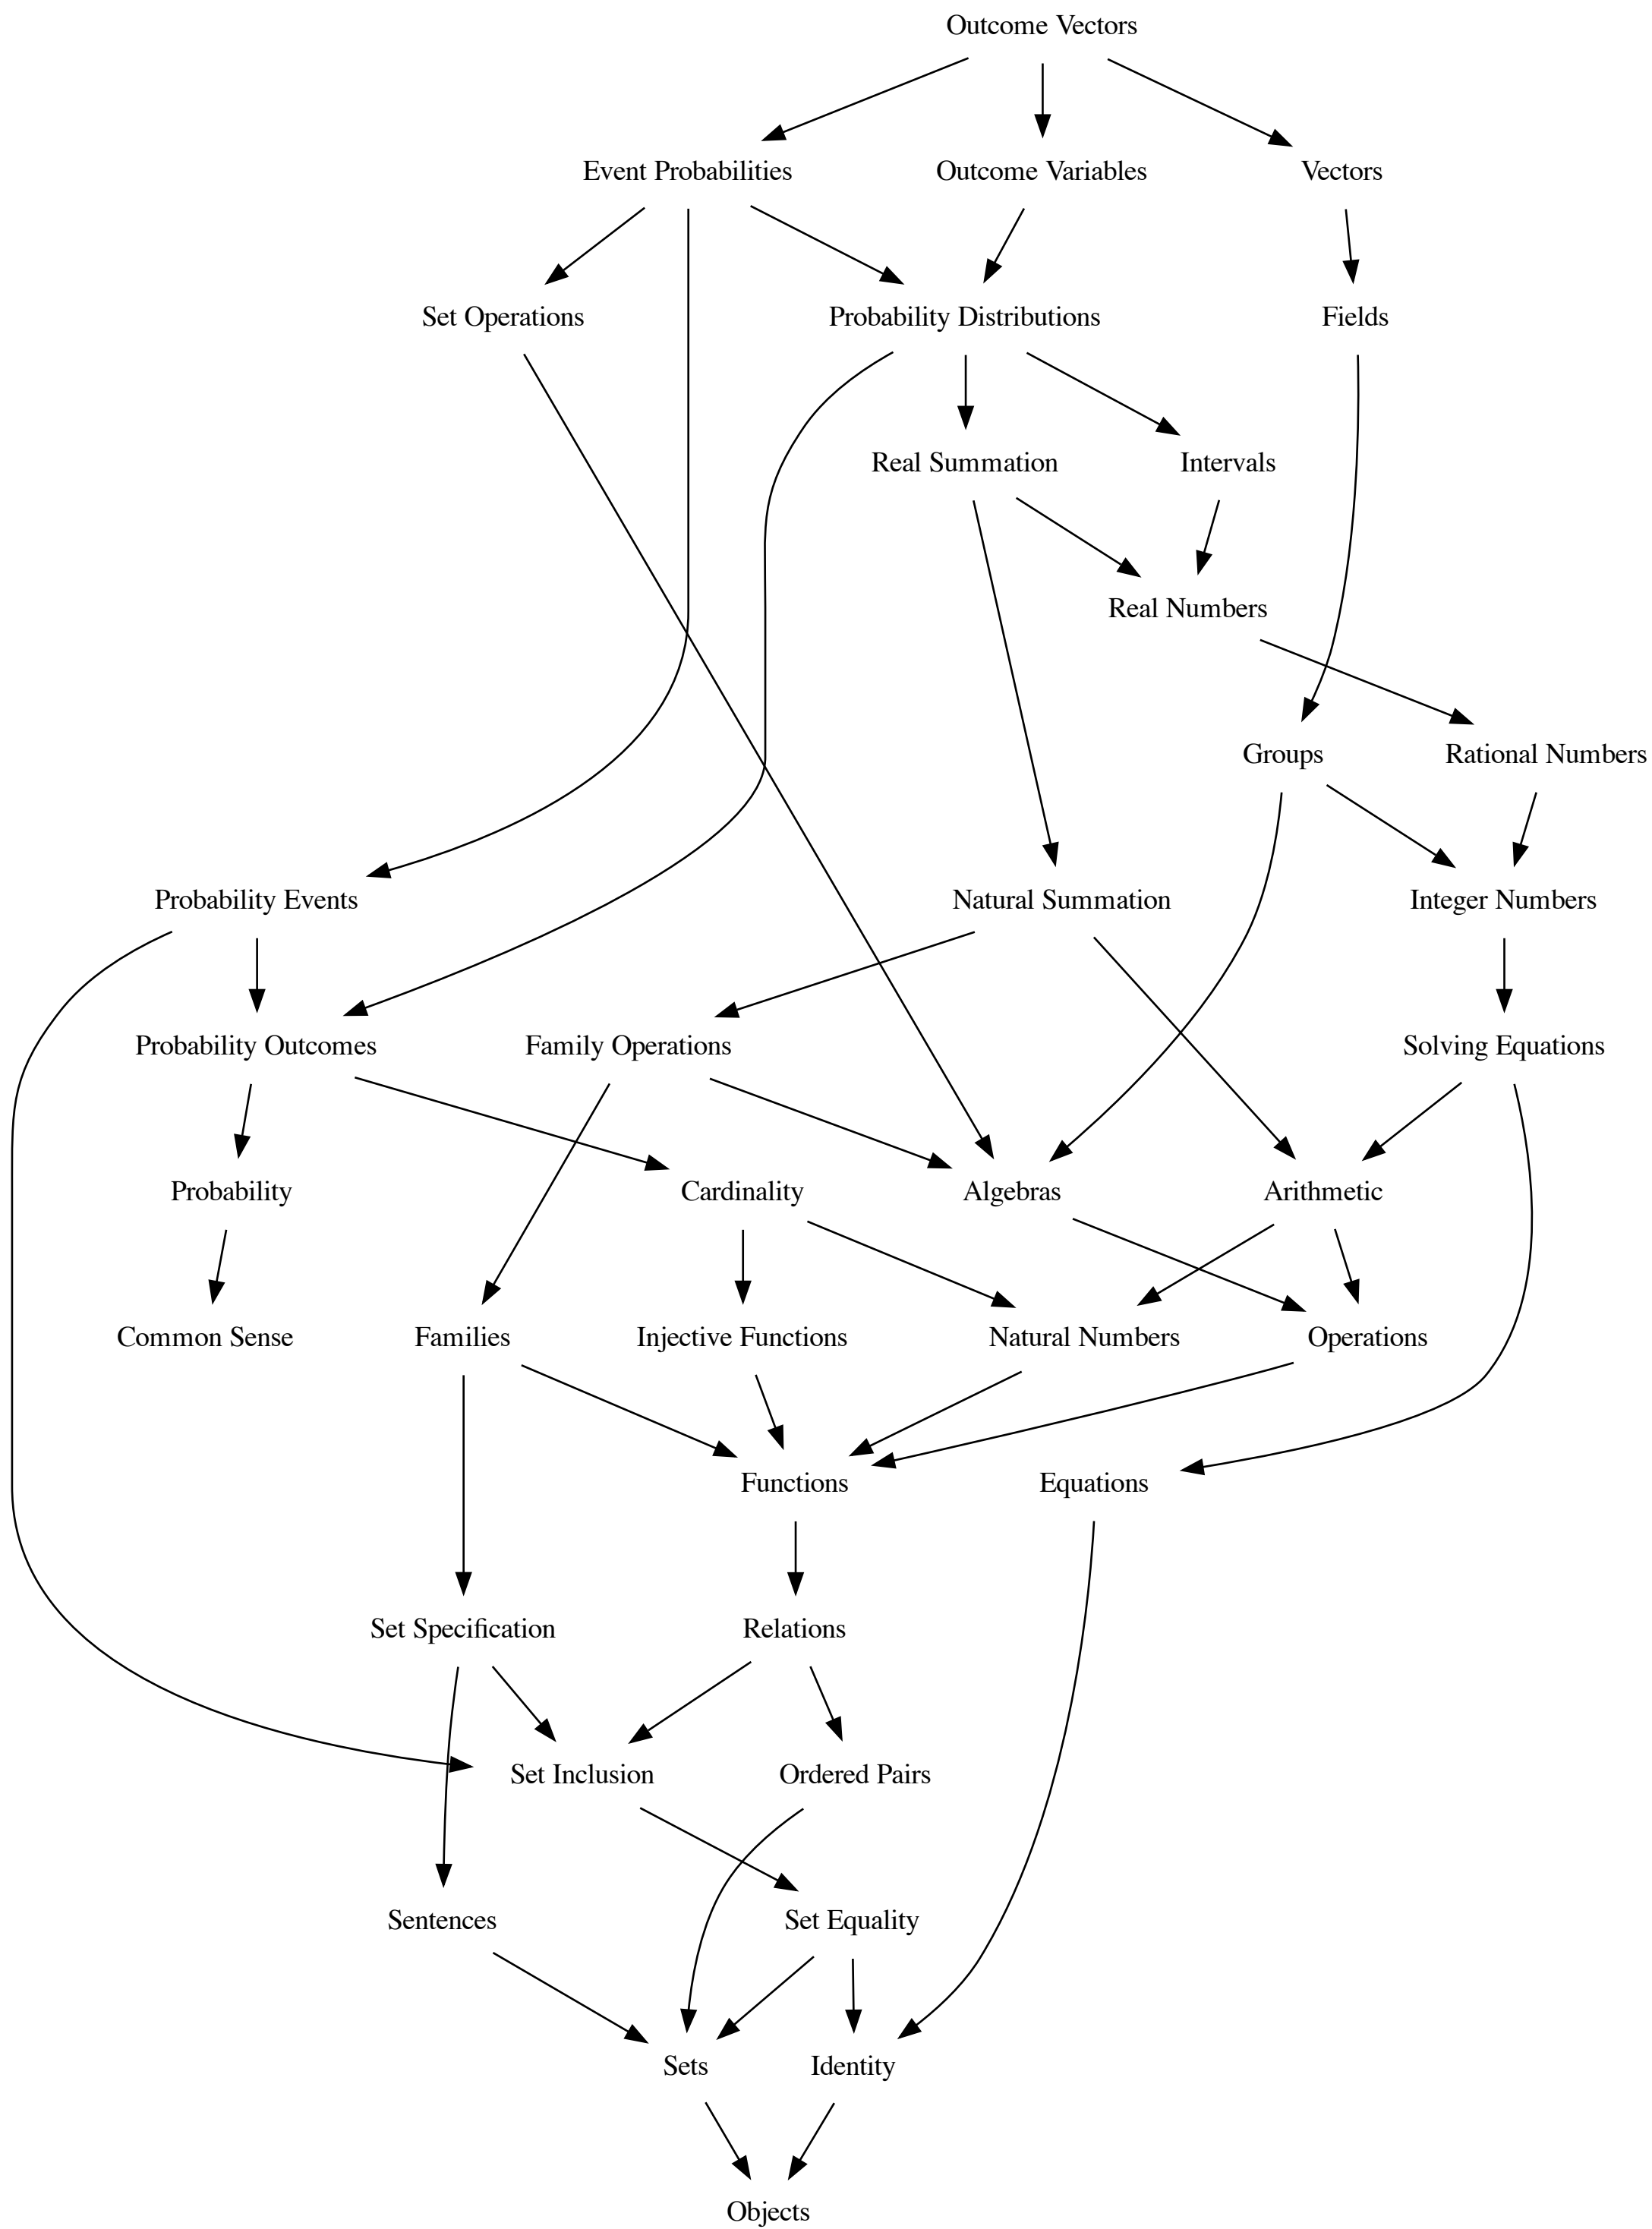 Outcome Vectors
Event Probabilities
Outcome Variables
Vectors
Set Operations
Probability Distributions
Fields
Real Summation
Intervals
Real Numbers
Groups
Rational Numbers
Probability Events
Natural Summation
Integer Numbers
Probability Outcomes
Family Operations
Solving Equations
Probability
Cardinality
Algebras
Arithmetic
Common Sense
Families
Injective Functions
Natural Numbers
Operations
Functions
Equations
Set Specification
Relations
Set Inclusion
Ordered Pairs
Sentences
Set Equality
Sets
Identity
Objects